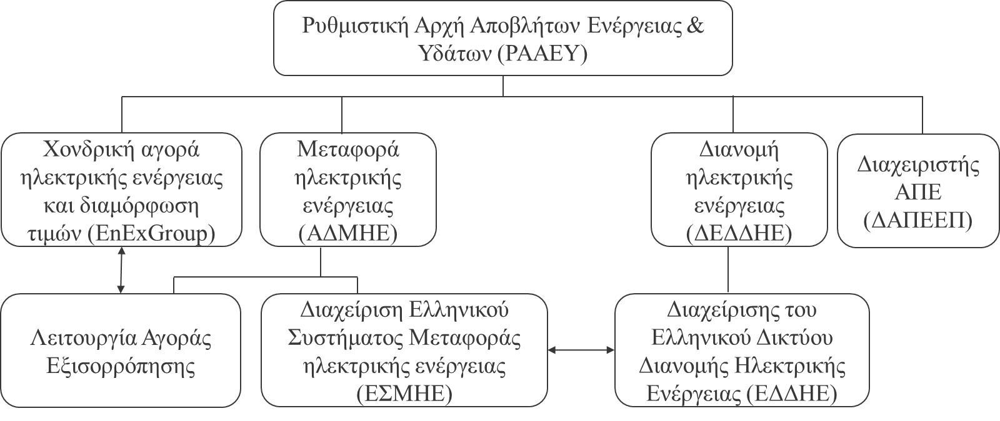 Ρυθμιστική Αρχή Αποβλήτων Ενέργειας &
Υδάτων (ΡΑΑΕΥ)
Χονδρική αγορά
ηλεκτρικής ενέργειας
και διαμόρφωση
τιμών (EnExGroup)
Μεταφορά
ηλεκτρικής
ενέργειας
(ΑΔΜΗΕ)
Διανομή
ηλεκτρικής
ενέργειας
(ΔΕΔΔΗΕ)
Διαχειριστής
ΑΠΕ
(ΔΑΠΕΕΠ)
Λειτουργία Αγοράς
Εξισορρόπησης
Διαχείριση Ελληνικού
Συστήματος Μεταφοράς
ηλεκτρικής ενέργειας
(ΕΣΜΗΕ)
Διαχείρισης του
Ελληνικού Δικτύου
Διανομής Ηλεκτρικής
Ενέργειας (ΕΔΔΗΕ)